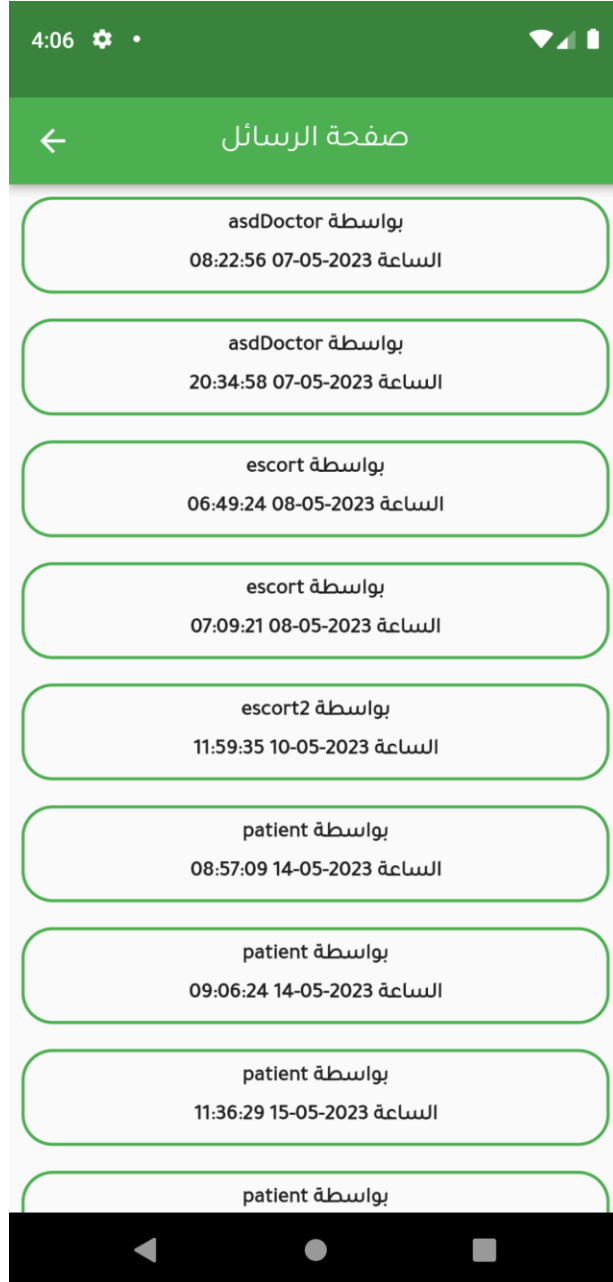 4:06
صفحة الرسائل
بواسطة asdDoctor
الساعة 2023-05-07 08:22:56
بواسطة asdDoctor
الساعة 2023-05-07 20:34:58
بواسطة escort
الساعة 2023-05-08 06:49:24
بواسطة escort
الساعة 2023-05-08 07:09:21
بواسطة escort2
الساعة 2023-05-10 11:59:35
بواسطة patient
الساعة 2023-05-14 08:57:09
بواسطة patient
الساعة 2023-05-14 09:06:24
بواسطة patient
الساعة 2023-05-15 11:36:29
بواسطة patient